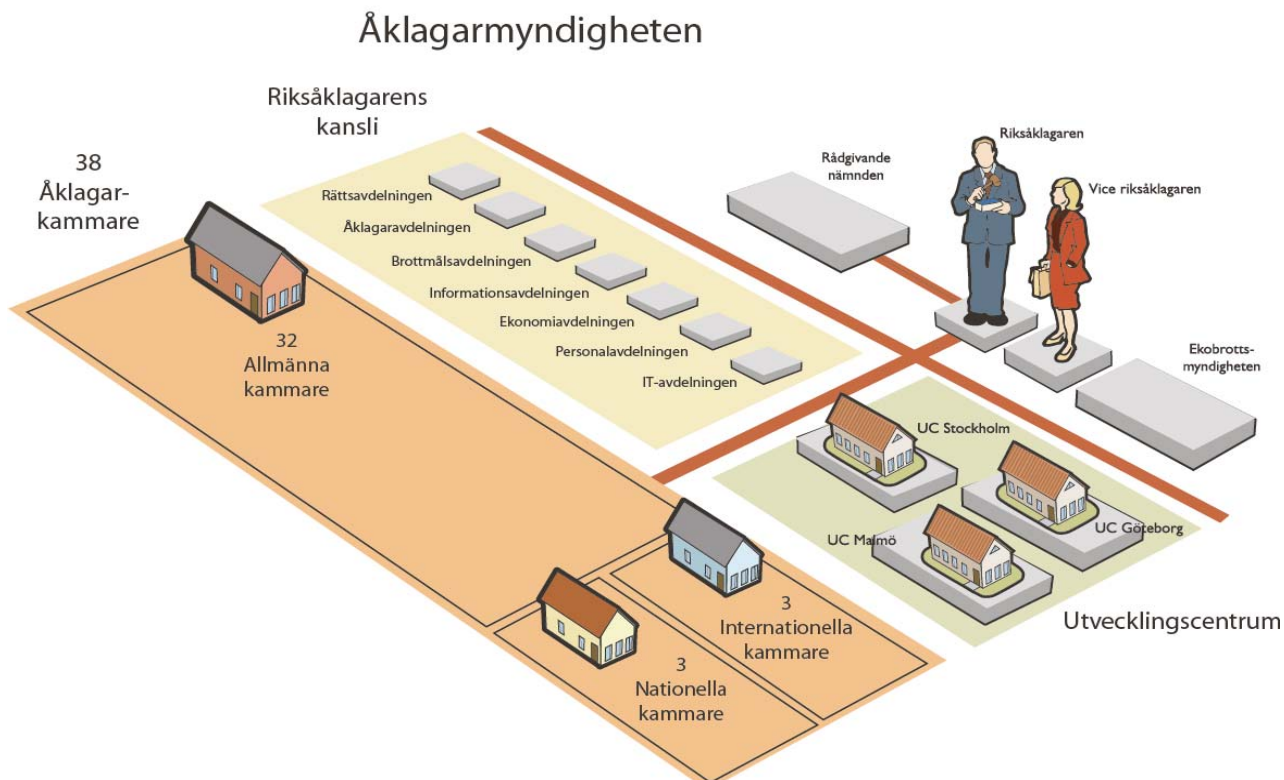 Åklagarmyndigheten
Riksåklagarens
kansli
38
Åklagar-
kammare
Rättsavdelningen
Åklagaravdelningen
Brottmålsavdelningen
Informationsavdelningen
Ekonomiavdelningen
Personalavdelningen
IT-avdelningen
Riksåklagaren
Rådgivande
nämnden
Vice riksåklagaren
Ekobrotts-
myndigheten
32
Allmänna
kammare
UC Stockholm
UC Göteborg
UC Malmö
Utvecklingscentrum
3
Internationella
kammare
3
Nationella
kammare